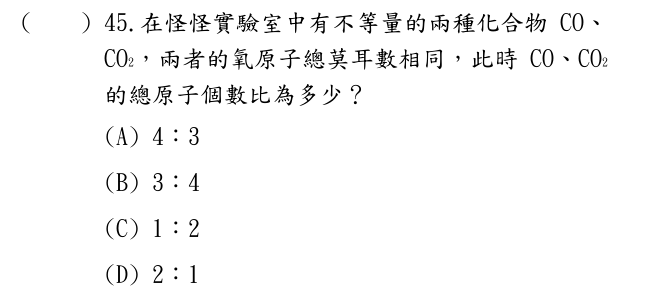 (　　) 45. 在怪怪實驗室中有不等量的兩種化合物 CO、
CO₂，兩者的氧原子總莫耳數相同，此時 CO、CO₂
的總原子個數比為多少？
(A) 4：3
(B) 3：4
(C) 1：2
(D) 2：1